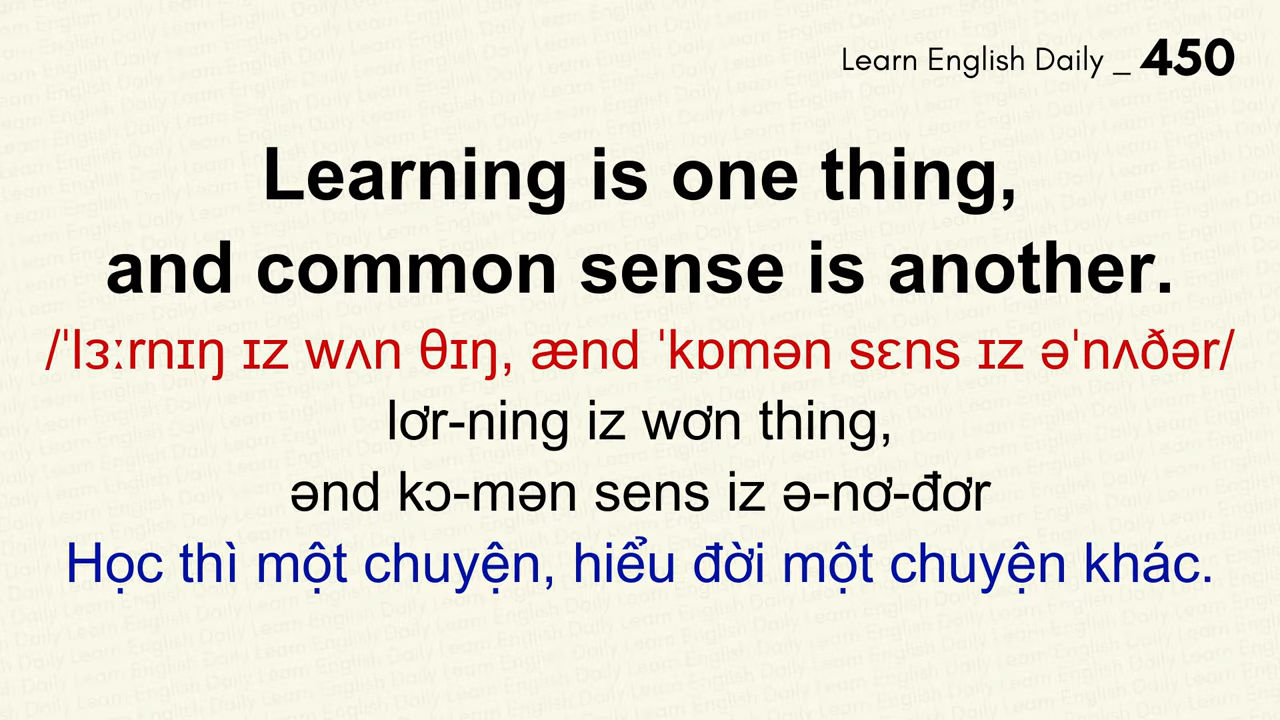 Learn English Daily _ 450
Learning is one thing,
and common sense is another.
/ˈlɜːrnɪŋ ɪz wʌn θɪŋ, ænd ˈkɒmən sɛns ɪz əˈnʌðər/
lơr-ning iz wơn thing,
ənd kɔ-mən sens iz ə-nơ-đơr
Học thì một chuyện, hiểu đời một chuyện khác.